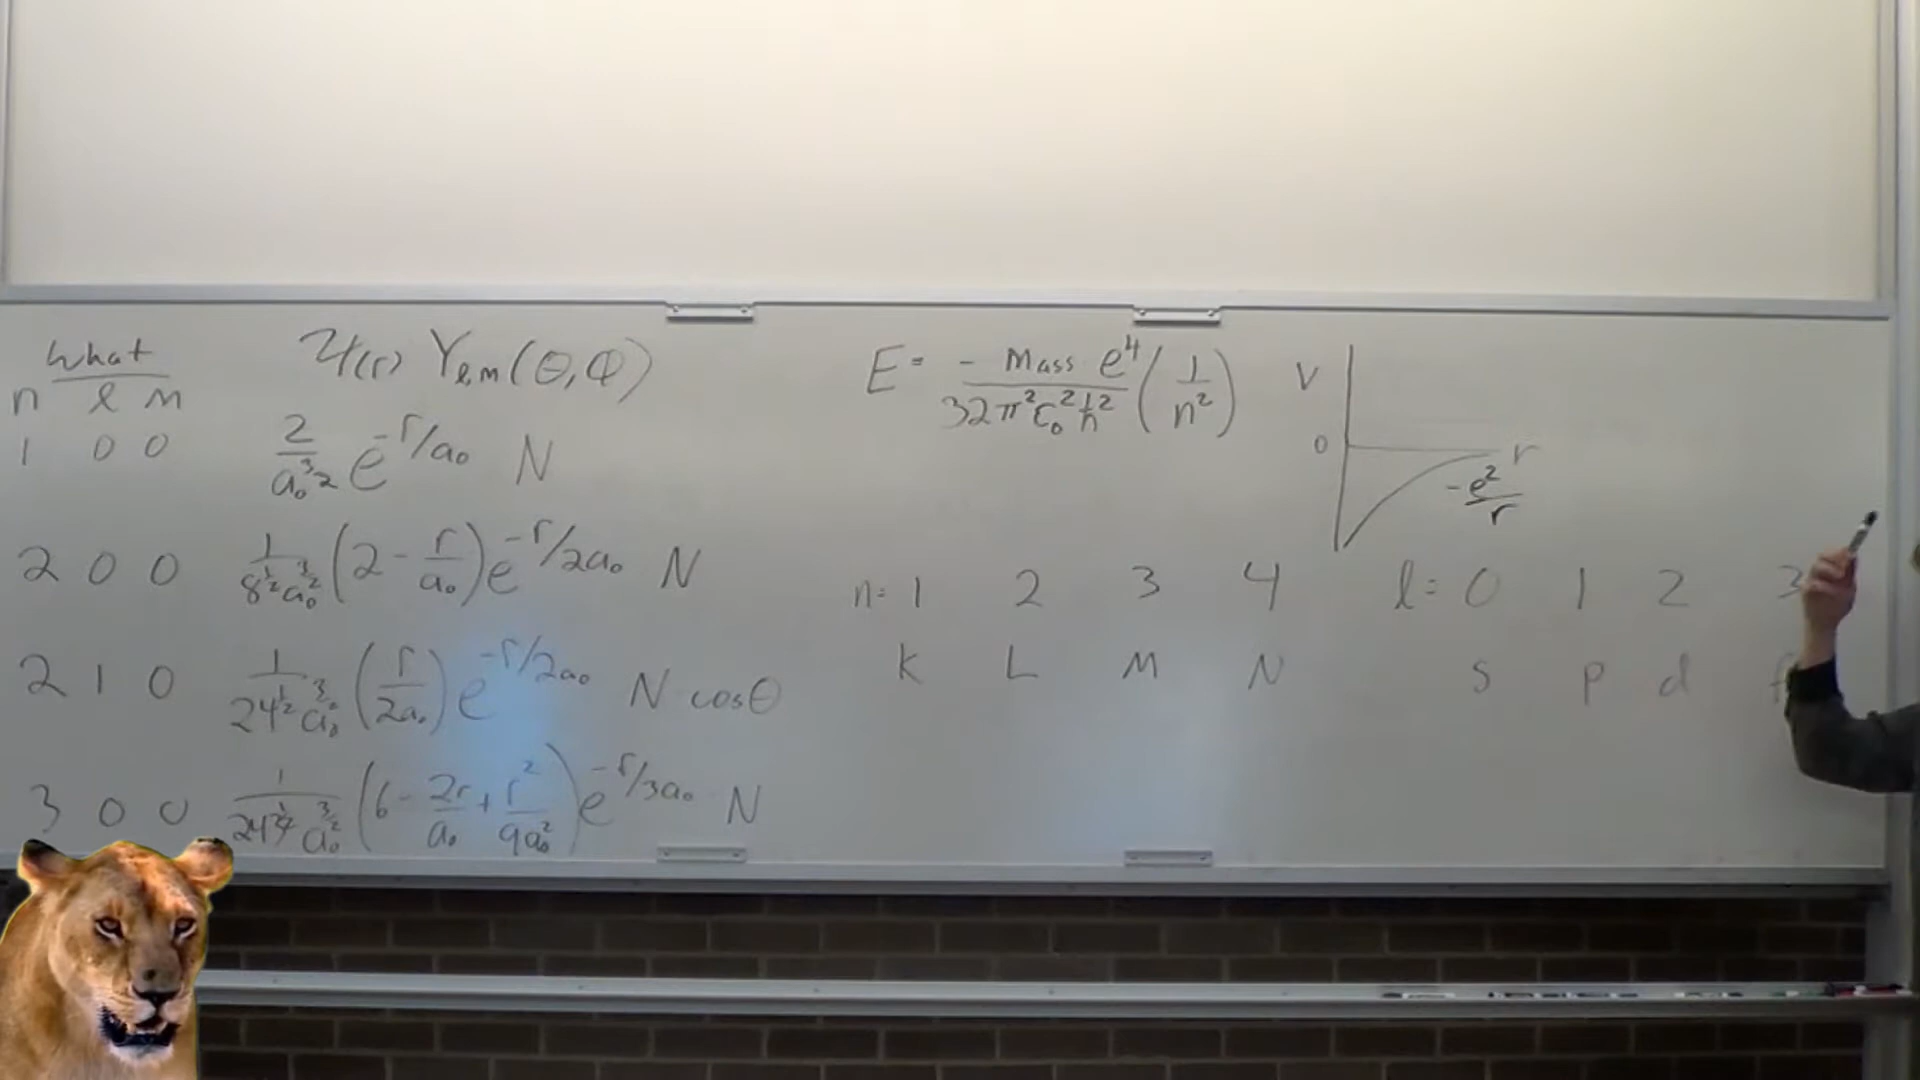 What
n l m
ψ(r) Yₗₘ(θ,φ)
1 0 0
2/a₀^(3/2) e^(-r/a₀) N
2 0 0
1/(8^(1/2) a₀^(3/2)) (2 - r/a₀) e^(-r/2a₀) N
2 1 0
1/(24^(1/2) a₀^(3/2)) (r/2a₀) e^(-r/2a₀) N cosθ
3 0 0
(6 - 2r/a₀ + r²/9a₀²) e^(-r/3a₀) N
E = - Mass e⁴/(32π²ε₀²ħ²) (1/n²)
V
0
r
-e²/r
n= 1 2 3 4
K L M N
l= 0 1 2 3
s p d f